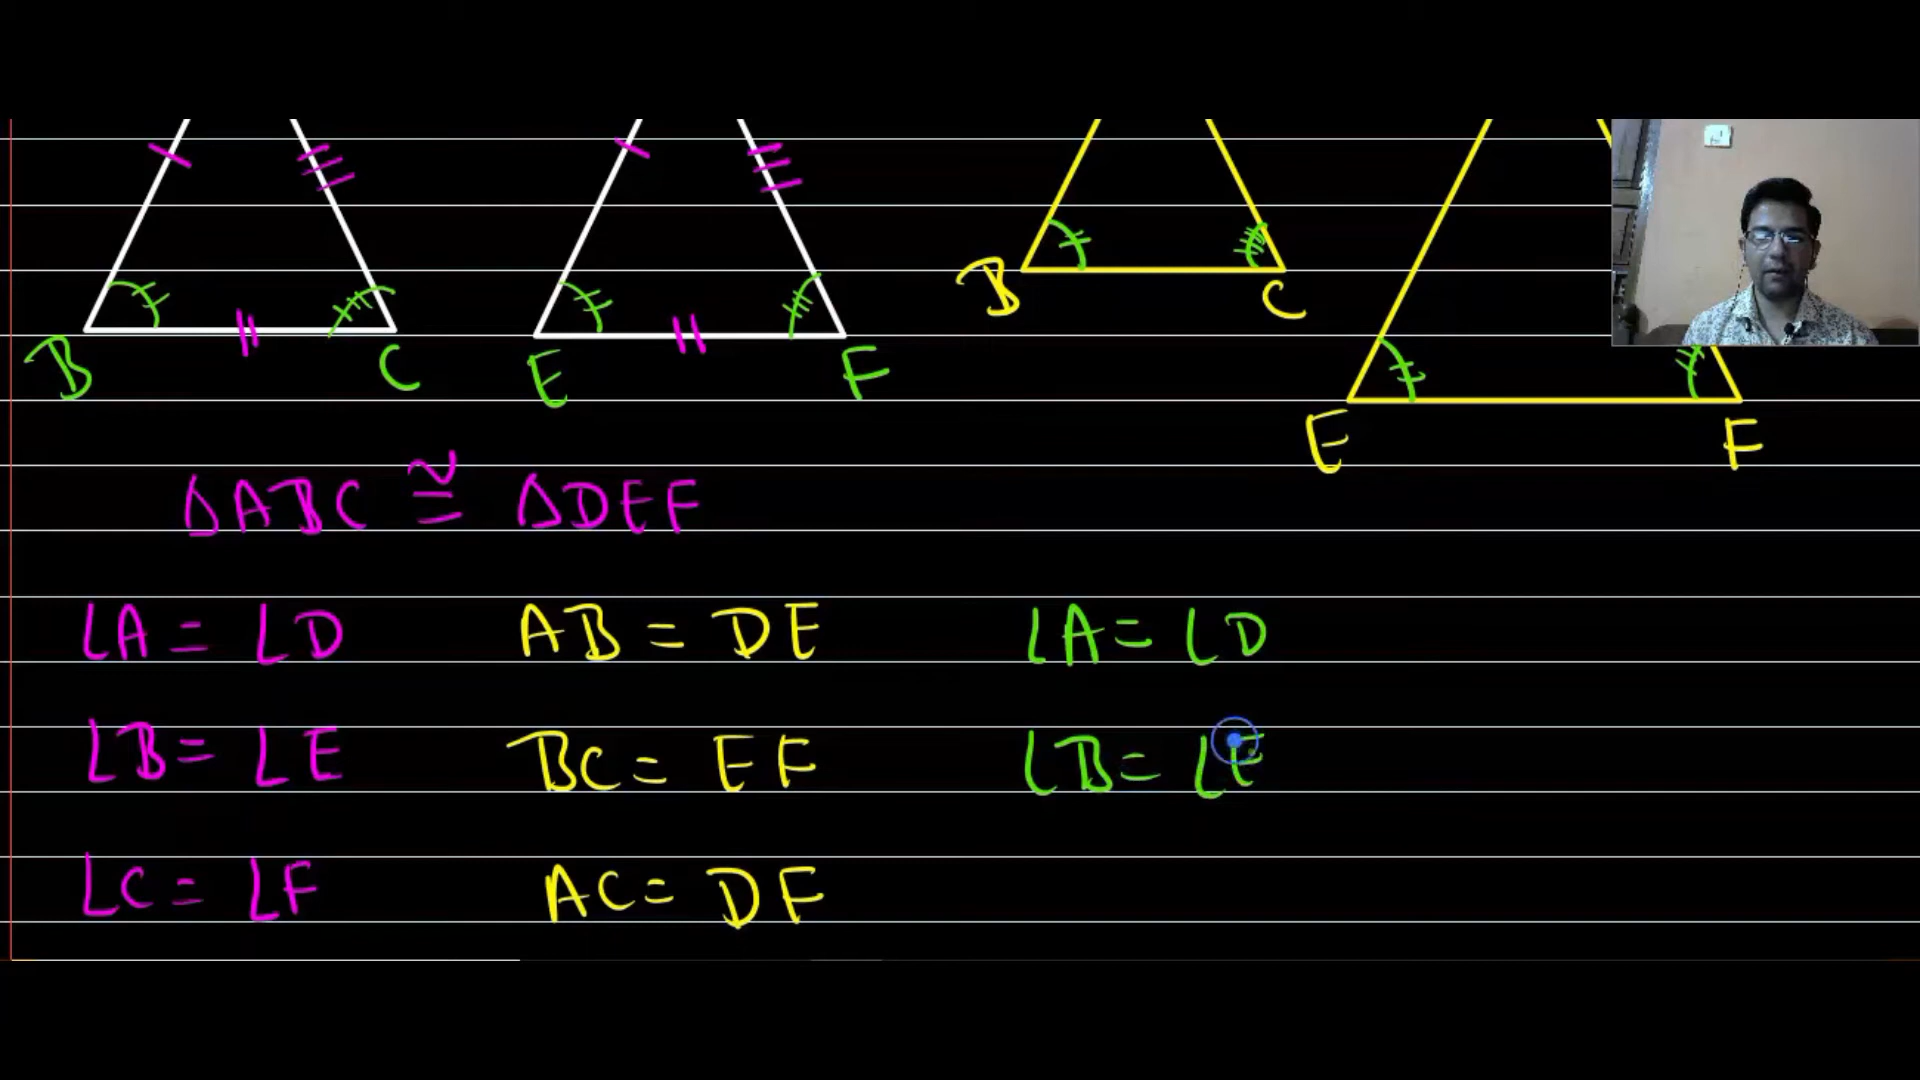 B C E F
B C
E F
ΔABC ≅ ΔDEF
∠A = ∠D
AB = DE
∠A = ∠D
∠B = ∠E
BC = EF
∠B = ∠E
∠C = ∠F
AC = DF